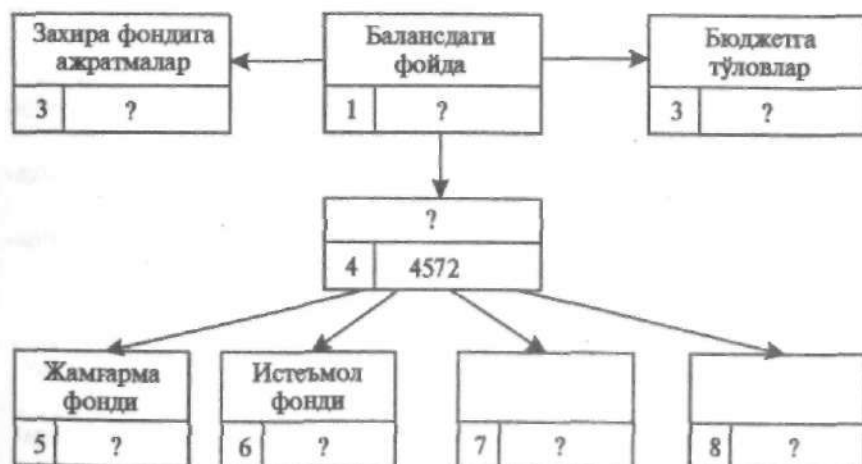 Захира фондига
ажратмалар
3 ?
Балансдаги
фойда
1 ?
Бюджетга
тўловлар
3 ?
?
4 4572
Жамғарма
фонди
5 ?
Истеъмол
фонди
6 ?
7 ?
8 ?